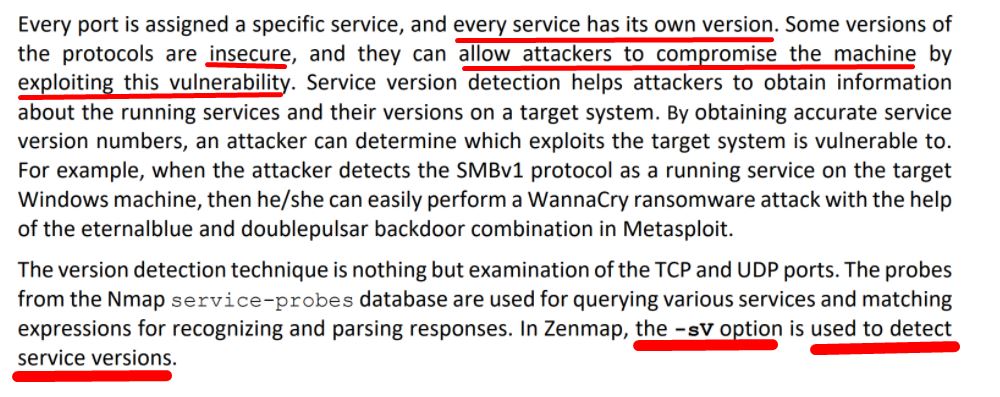 Every port is assigned a specific service, and every service has its own version. Some versions of
the protocols are insecure, and they can allow attackers to compromise the machine by
exploiting this vulnerability. Service version detection helps attackers to obtain information
about the running services and their versions on a target system. By obtaining accurate service
version numbers, an attacker can determine which exploits the target system is vulnerable to.
For example, when the attacker detects the SMBv1 protocol as a running service on the target
Windows machine, then he/she can easily perform a WannaCry ransomware attack with the help
of the eternalblue and doublepulsar backdoor combination in Metasploit.
The version detection technique is nothing but examination of the TCP and UDP ports. The probes
from the Nmap service-probes database are used for querying various services and matching
expressions for recognizing and parsing responses. In Zenmap, the -sV option is used to detect
service versions.